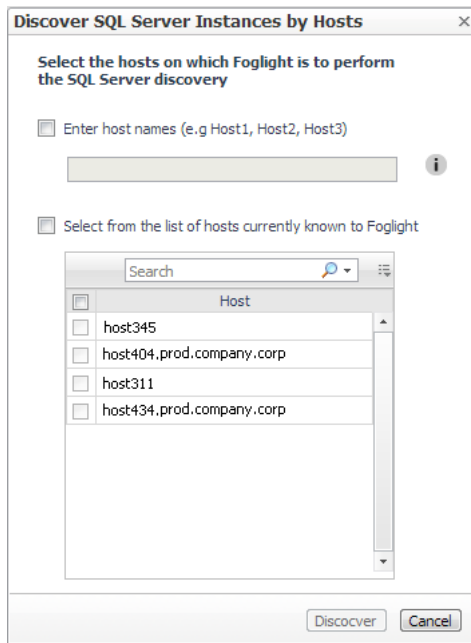 Discover SQL Server Instances by Hosts
Select the hosts on which Foglight is to perform
the SQL Server discovery
Enter host names (e.g Host1, Host2, Host3)
Select from the list of hosts currently known to Foglight
Search
Host
host345
host404.prod.company.corp
host311
host434.prod.company.corp
Discocver
Cancel